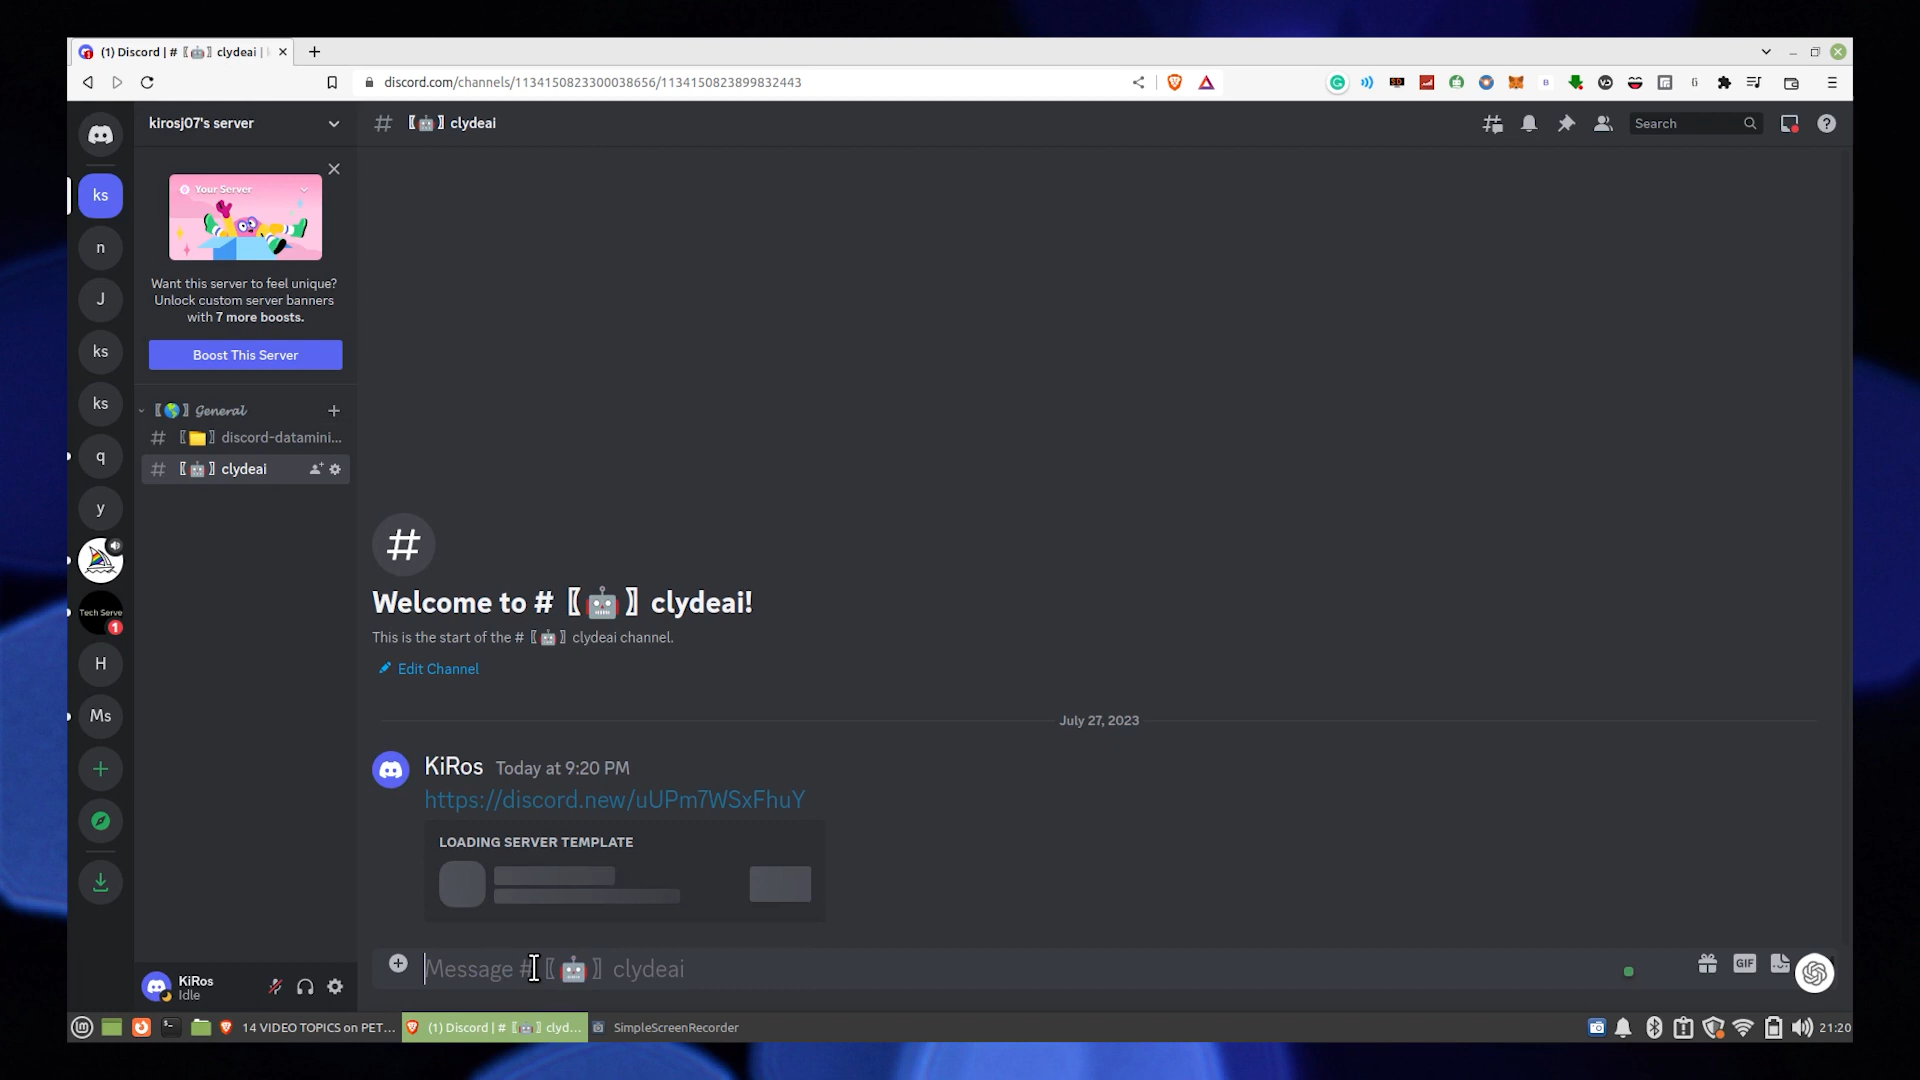 (1) Discord | # 〖🤖〗 clydeai |
discord.com/channels/1134150823300038656/1134150823899832443
kirosj07's server
# 〖🤖〗 clydeai
Search
ks
n
J
ks
ks
q
y
Tech Serve
1
H
Ms
Your Server
Want this server to feel unique?
Unlock custom server banners
with 7 more boosts.
Boost This Server
〖🌎〗 𝓖𝓮𝓷𝓮𝓻𝓪𝓵
# 〖📁〗 discord-datamini...
# 〖🤖〗 clydeai
Welcome to # 〖🤖〗 clydeai!
This is the start of the # 〖🤖〗 clydeai channel.
Edit Channel
July 27, 2023
KiRos Today at 9:20 PM
https://discord.new/uUPm7WSxFhuY
LOADING SERVER TEMPLATE
Message # 〖🤖〗 clydeai
GIF
KiRos
Idle
14 VIDEO TOPICS on PET...
(1) Discord | # 〖🤖〗 clyd...
SimpleScreenRecorder
21:20